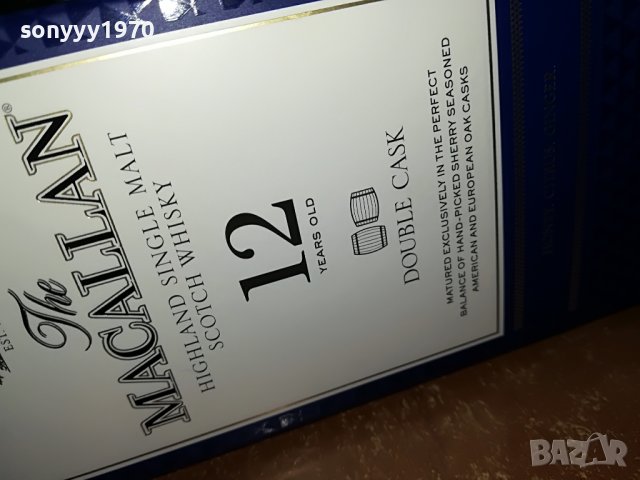 sonyyy1970
EST.
The
MACALLAN®
HIGHLAND SINGLE MALT
SCOTCH WHISKY
12
YEARS OLD
DOUBLE CASK
MATURED EXCLUSIVELY IN THE PERFECT
BALANCE OF HAND-PICKED SHERRY SEASONED
AMERICAN AND EUROPEAN OAK CASKS
BAZAR